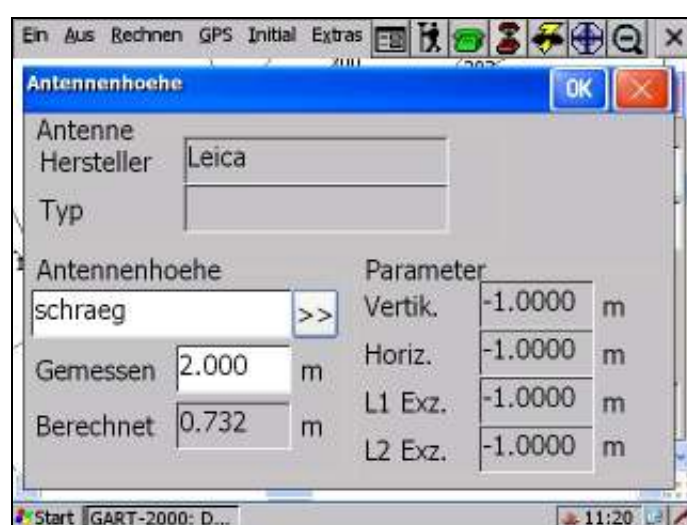 Ein Aus Rechnen GPS Initial Extras
Antennenhoehe OK
Antenne
Hersteller Leica
Typ
Antennenhoehe Parameter
schraeg >> Vertik. -1.0000 m
Gemessen 2.000 m Horiz. -1.0000 m
Berechnet 0.732 m L1 Exz. -1.0000 m
L2 Exz. -1.0000 m
Start GART-2000: D... 11:20